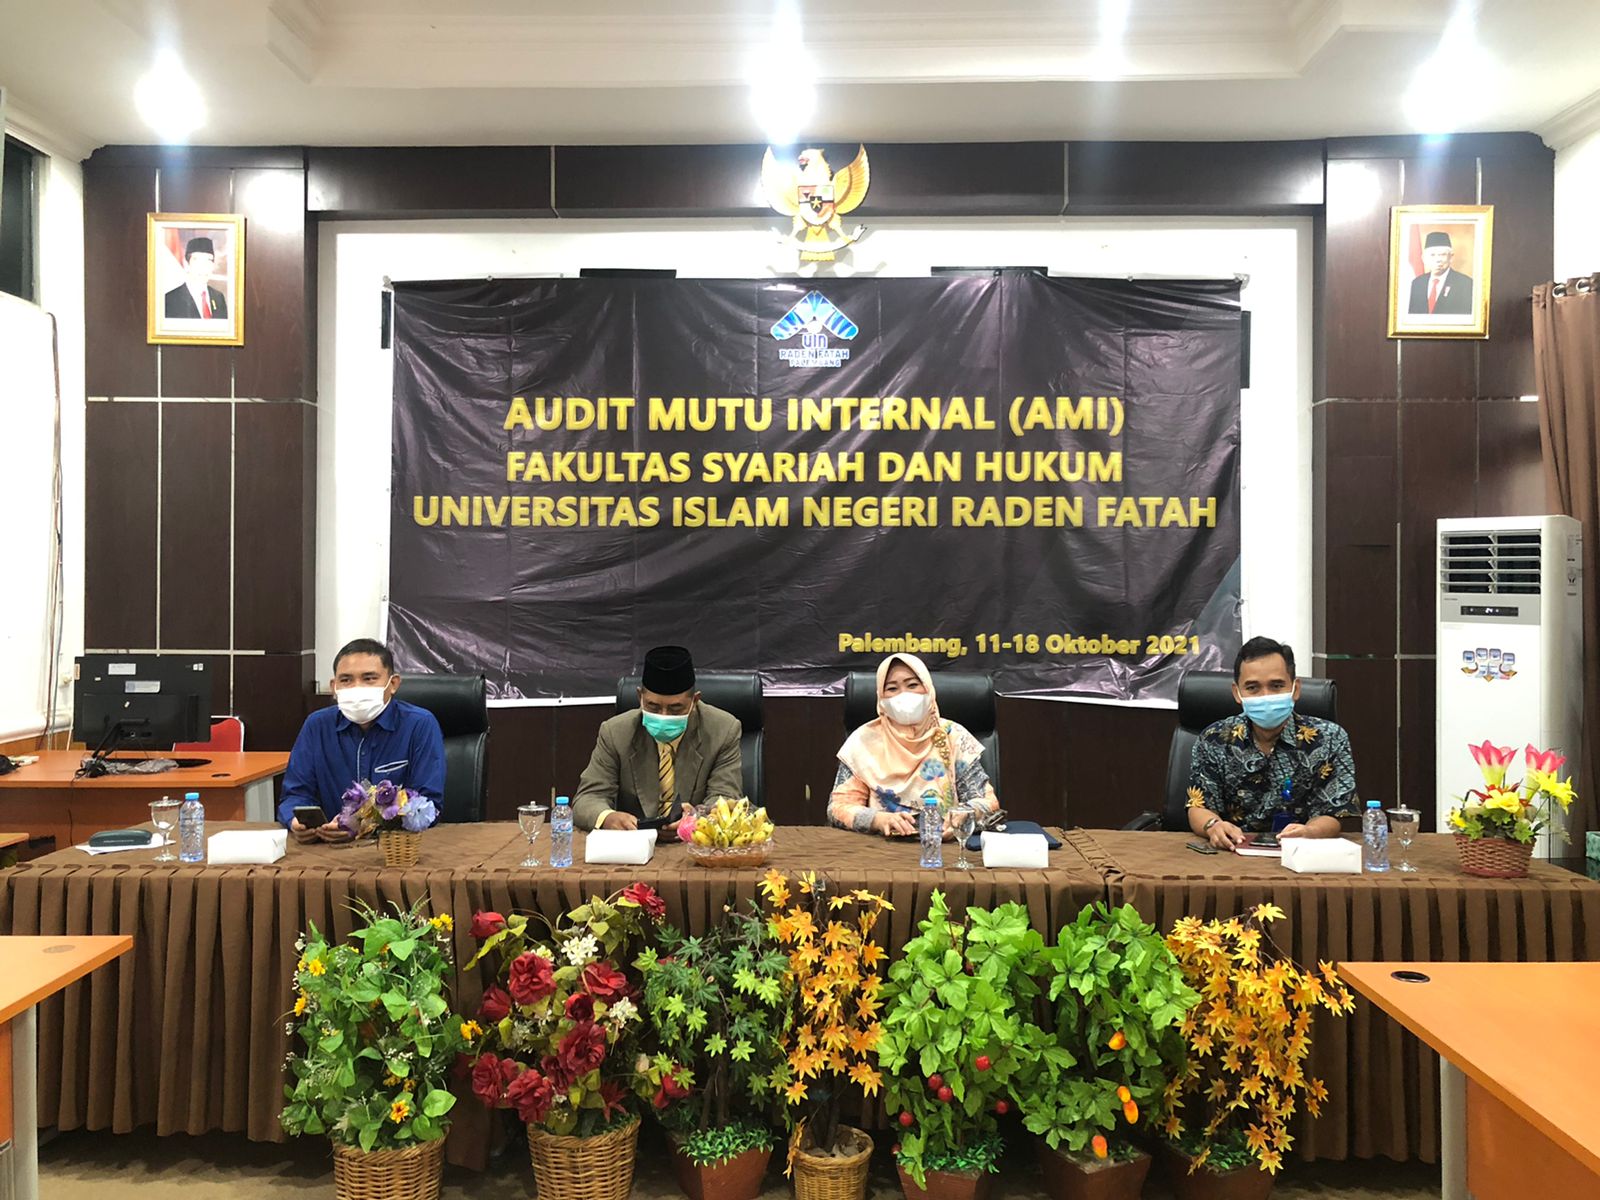 UIN
RADEN FATAH
PALEMBANG
AUDIT MUTU INTERNAL (AMI)
FAKULTAS SYARIAH DAN HUKUM
UNIVERSITAS ISLAM NEGERI RADEN FATAH
Palembang, 11-18 Oktober 2021